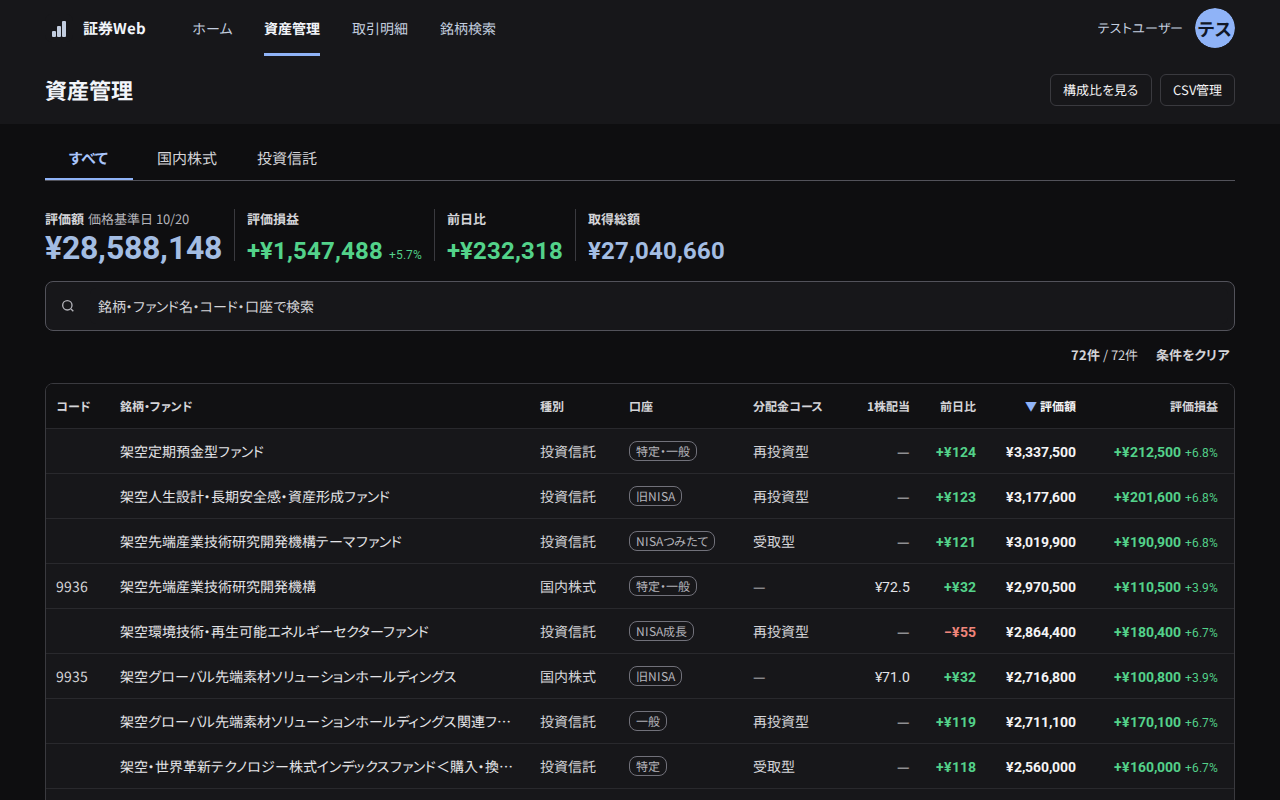 証券Web ホーム 資産管理 取引明細 銘柄検索 テストユーザー テス
資産管理 構成比を見る CSV管理
すべて 国内株式 投資信託
評価額 価格基準日 10/20 評価損益 前日比 取得総額
¥28,588,148 +¥1,547,488 +5.7% +¥232,318 ¥27,040,660
銘柄・ファンド名・コード・口座で検索
72件 / 72件 条件をクリア
コード 銘柄・ファンド 種別 口座 分配金コース 1株配当 前日比 ▼評価額 評価損益
架空定期預金型ファンド 投資信託 特定・一般 再投資型 — +¥124 ¥3,337,500 +¥212,500 +6.8%
架空人生設計・長期安全感・資産形成ファンド 投資信託 旧NISA 再投資型 — +¥123 ¥3,177,600 +¥201,600 +6.8%
架空先端産業技術研究開発機構テーマファンド 投資信託 NISAつみたて 受取型 — +¥121 ¥3,019,900 +¥190,900 +6.8%
9936 架空先端産業技術研究開発機構 国内株式 特定・一般 — ¥72.5 +¥32 ¥2,970,500 +¥110,500 +3.9%
架空環境技術・再生可能エネルギーセクターファンド 投資信託 NISA成長 再投資型 — −¥55 ¥2,864,400 +¥180,400 +6.7%
9935 架空グローバル先端素材ソリューションホールディングス 国内株式 旧NISA — ¥71.0 +¥32 ¥2,716,800 +¥100,800 +3.9%
架空グローバル先端素材ソリューションホールディングス関連フ… 投資信託 一般 再投資型 — +¥119 ¥2,711,100 +¥170,100 +6.7%
架空・世界革新テクノロジー株式インデックスファンド＜購入・換… 投資信託 特定 受取型 — +¥118 ¥2,560,000 +¥160,000 +6.7%